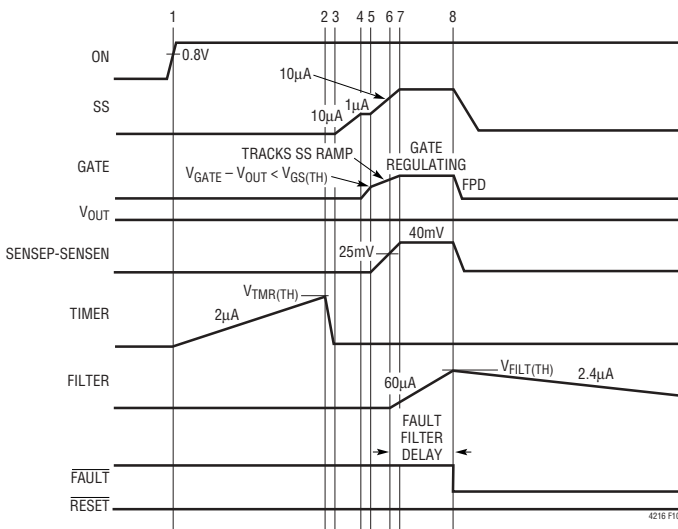 1 2 3 4 5 6 7 8
ON
0.8V
10µA
SS
10µA
1µA
TRACKS SS RAMP
GATE
REGULATING
GATE
V_GATE – V_OUT < V_GS(TH)
FPD
V_OUT
40mV
SENSEP-SENSEN
25mV
V_TMR(TH)
TIMER
2µA
V_FILT(TH)
2.4µA
FILTER
60µA
FAULT
FILTER
DELAY
FAULT
RESET
4216 F10